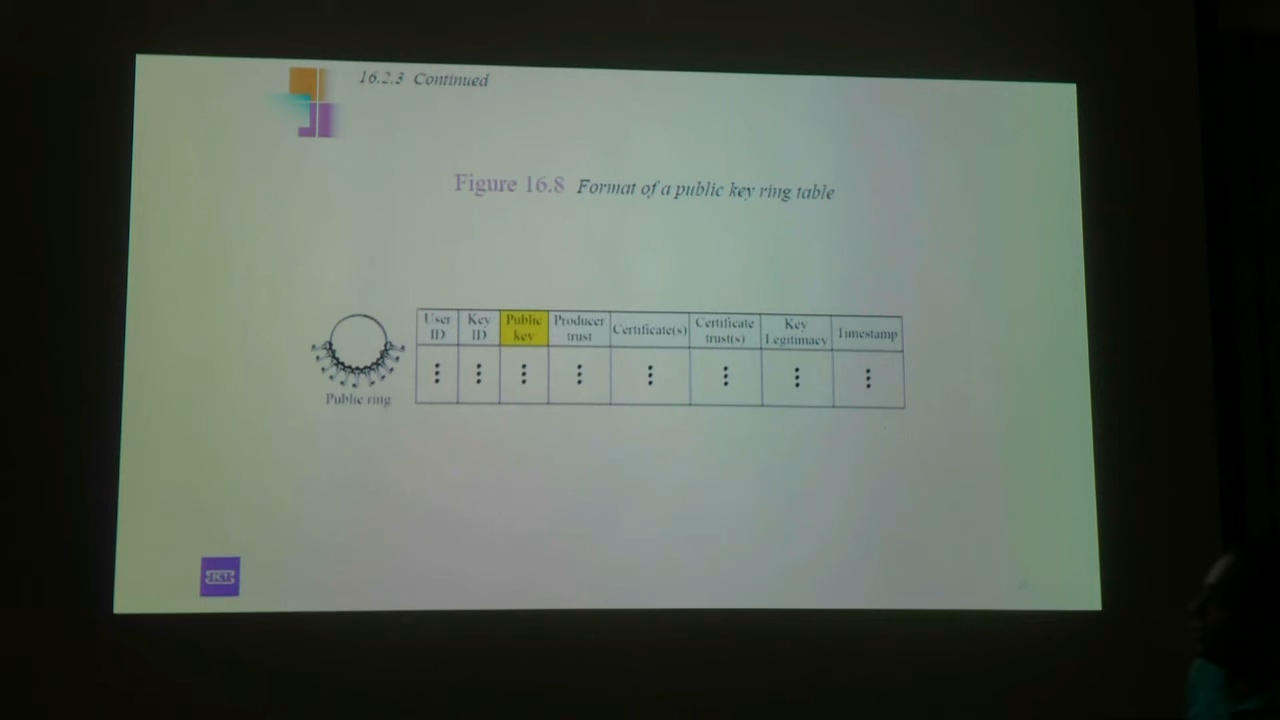 16.2.3 Continued
Figure 16.8 Format of a public key ring table
User ID
Key ID
Public key
Producer trust
Certificate(s)
Certificate trust(s)
Key Legitimacy
Timestamp
Public ring